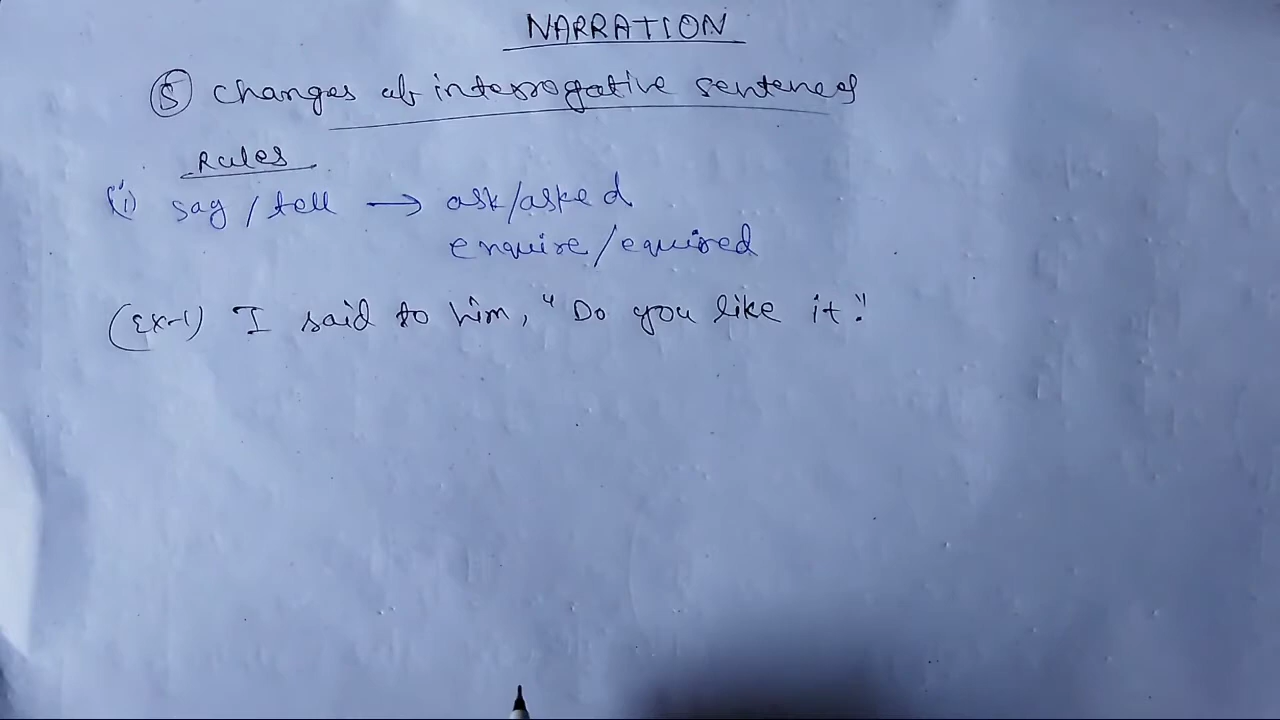 NARRATION
(5) Changes of interrogative sentences
Rules
(i) say / tell → ask/asked
enquire/equired
(Ex-1) I said to him, "Do you like it."